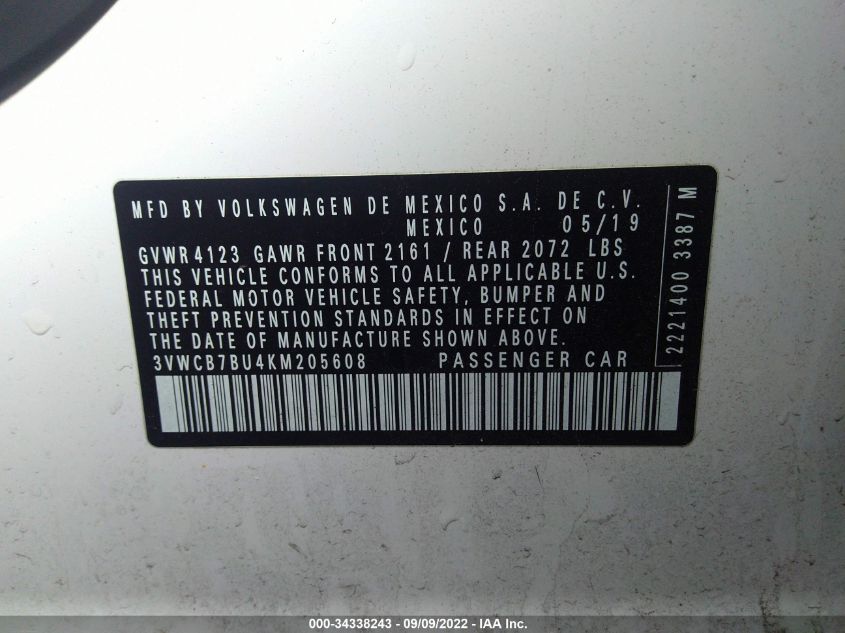 MFD BY VOLKSWAGEN DE MEXICO S.A. DE C.V.
MEXICO 05/19
GVWR 4123 GAWR FRONT 2161 / REAR 2072 LBS
THIS VEHICLE CONFORMS TO ALL APPLICABLE U.S.
FEDERAL MOTOR VEHICLE SAFETY, BUMPER AND
THEFT PREVENTION STANDARDS IN EFFECT ON
THE DATE OF MANUFACTURE SHOWN ABOVE.
3VWCB7BU4KM205608 PASSENGER CAR
2221400 3387 M
000-34338243 - 09/09/2022 - IAA Inc.